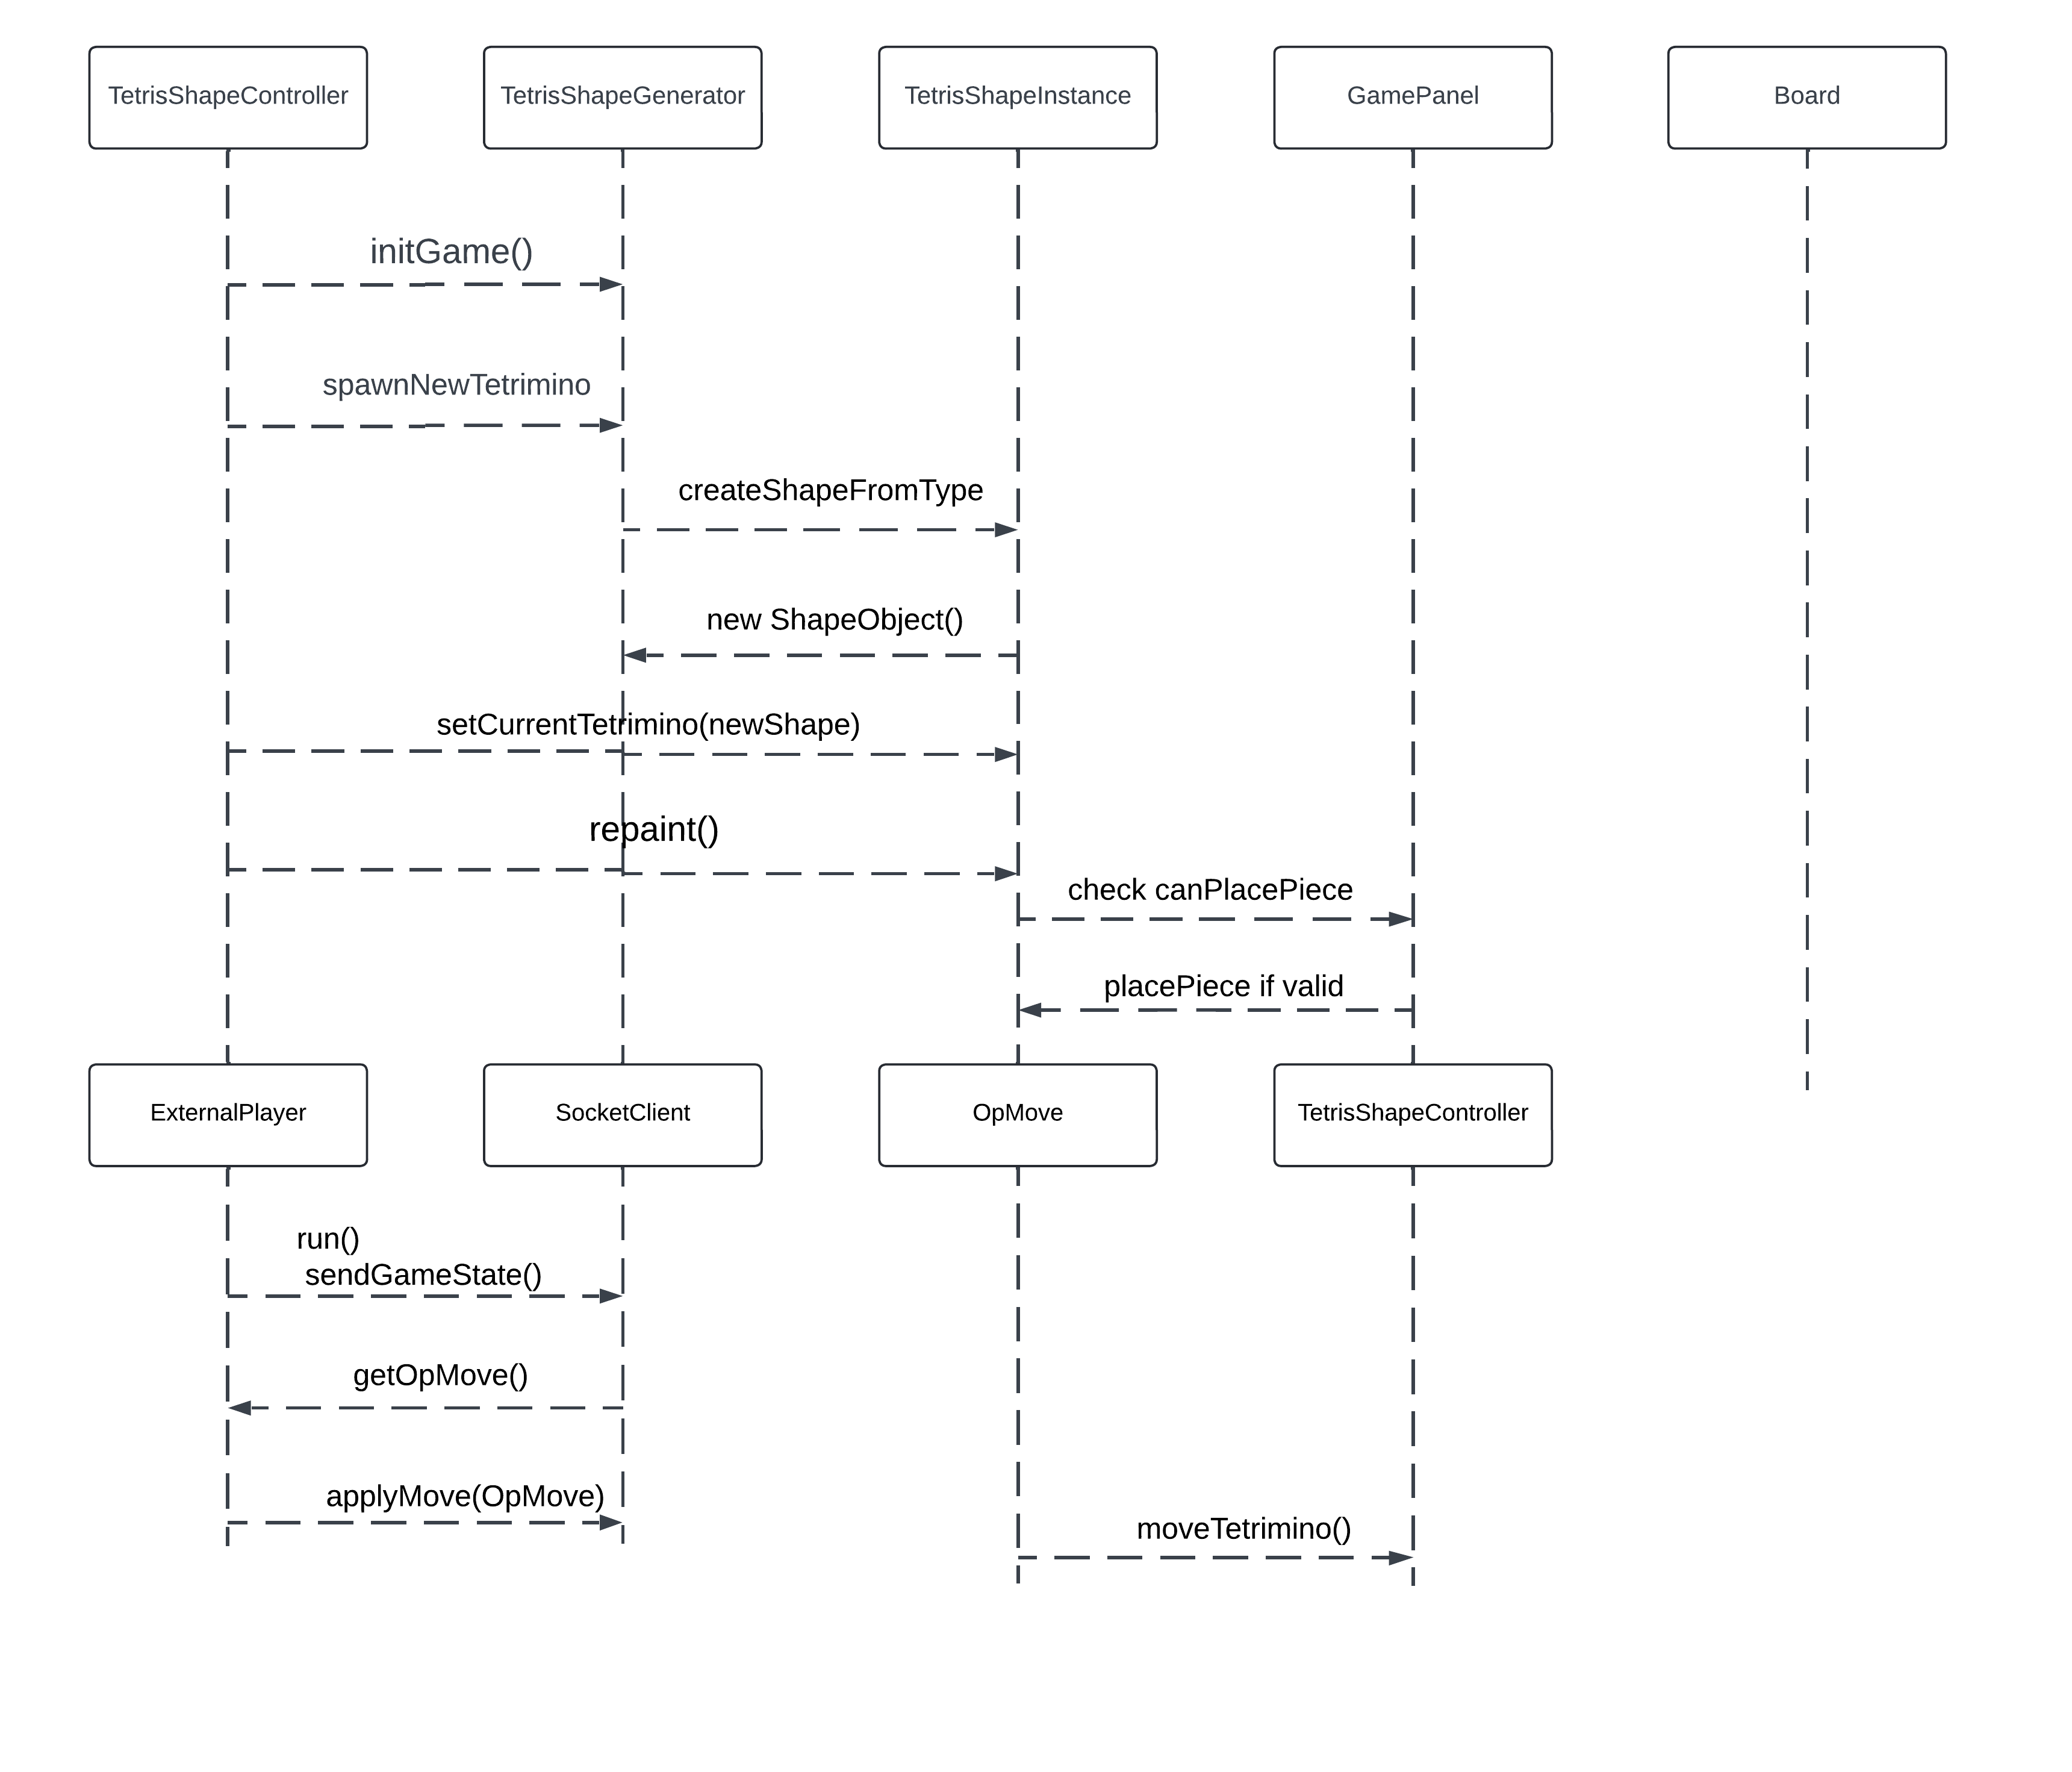 TetrisShapeController
TetrisShapeGenerator
TetrisShapeInstance
GamePanel
Board
initGame()
spawnNewTetrimino
createShapeFromType
new ShapeObject()
setCurrentTetrimino(newShape)
repaint()
check canPlacePiece
placePiece if valid
ExternalPlayer
SocketClient
OpMove
TetrisShapeController
run()
sendGameState()
getOpMove()
applyMove(OpMove)
moveTetrimino()